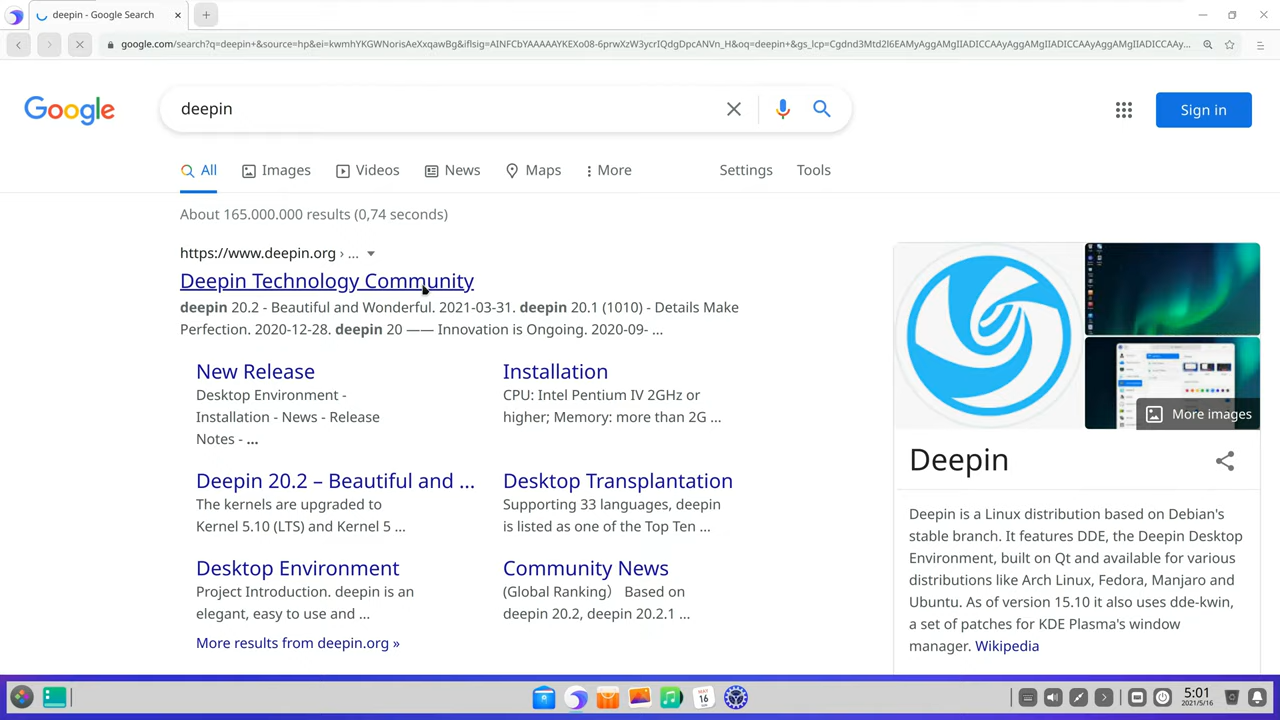 deepin - Google Search
google.com/search?q=deepin+&source=hp&ei=kwmhYKGWNorisAeXxqawBg&iflsig=AINFCbYAAAAAYKEXo08-6prwXzW3ycrIQdgDpcANVn_H&oq=deepin+&gs_lcp=Cgdnd3Mtd2l6EAMyAggAMgIIADICCAAyAggAMgIIADICCAAyAggAMgIIADICCAAyAggAMgIIADICCAAyAggAMgIIADICCAAy...
Google
deepin
Sign in
All Images Videos News Maps More Settings Tools
About 165.000.000 results (0,74 seconds)
https://www.deepin.org › ...
Deepin Technology Community
deepin 20.2 - Beautiful and Wonderful. 2021-03-31. deepin 20.1 (1010) - Details Make
Perfection. 2020-12-28. deepin 20 —— Innovation is Ongoing. 2020-09- ...
New Release
Desktop Environment -
Installation - News - Release
Notes - ...
Installation
CPU: Intel Pentium IV 2GHz or
higher; Memory: more than 2G ...
Deepin 20.2 – Beautiful and ...
The kernels are upgraded to
Kernel 5.10 (LTS) and Kernel 5 ...
Desktop Transplantation
Supporting 33 languages, deepin
is listed as one of the Top Ten ...
Desktop Environment
Project Introduction. deepin is an
elegant, easy to use and ...
Community News
(Global Ranking） Based on
deepin 20.2, deepin 20.2.1 ...
More results from deepin.org »
More images
Deepin
Deepin is a Linux distribution based on Debian's
stable branch. It features DDE, the Deepin Desktop
Environment, built on Qt and available for various
distributions like Arch Linux, Fedora, Manjaro and
Ubuntu. As of version 15.10 it also uses dde-kwin,
a set of patches for KDE Plasma's window
manager. Wikipedia
MAY
16
5:01
2021/5/16